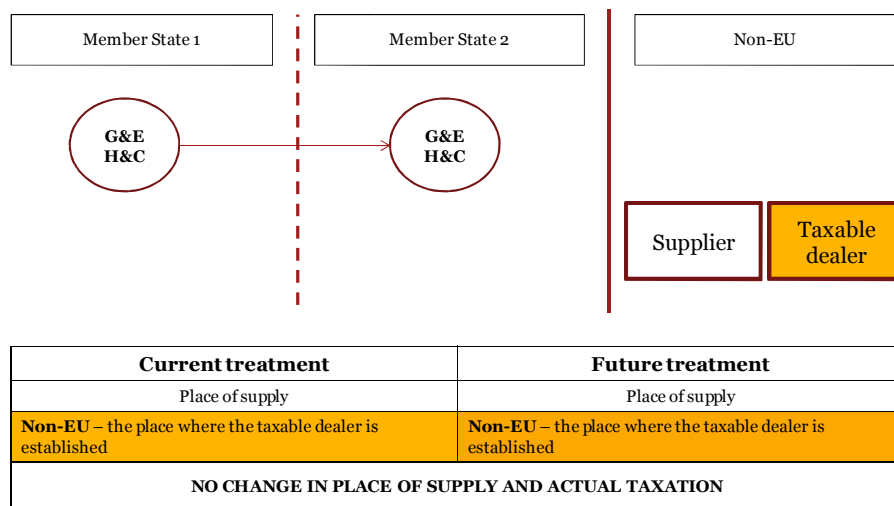 Member State 1
Member State 2
Non-EU
G&E
H&C
G&E
H&C
Supplier
Taxable
dealer
Current treatment
Future treatment
Place of supply
Place of supply
Non-EU – the place where the taxable dealer is
established
Non-EU – the place where the taxable dealer is
established
NO CHANGE IN PLACE OF SUPPLY AND ACTUAL TAXATION